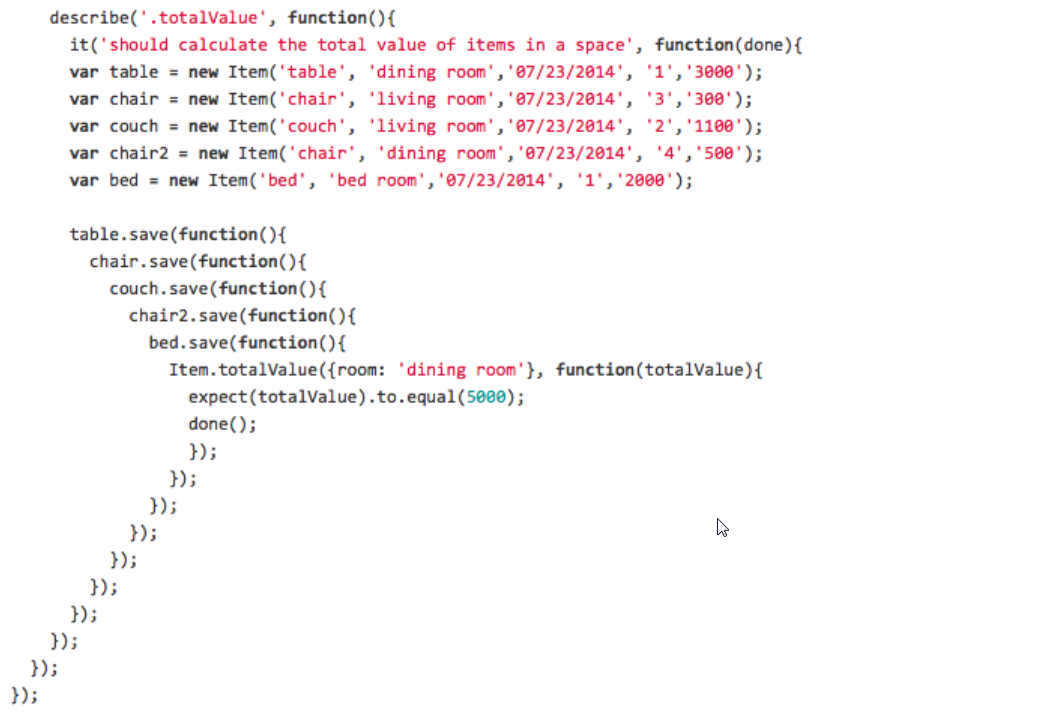 describe('.totalValue', function(){
it('should calculate the total value of items in a space', function(done){
var table = new Item('table', 'dining room','07/23/2014', '1','3000');
var chair = new Item('chair', 'living room','07/23/2014', '3','300');
var couch = new Item('couch', 'living room','07/23/2014', '2','1100');
var chair2 = new Item('chair', 'dining room','07/23/2014', '4','500');
var bed = new Item('bed', 'bed room','07/23/2014', '1','2000');
table.save(function(){
chair.save(function(){
couch.save(function(){
chair2.save(function(){
bed.save(function(){
Item.totalValue({room: 'dining room'}, function(totalValue){
expect(totalValue).to.equal(5000);
done();
});
});
});
});
});
});
});
});
});
});